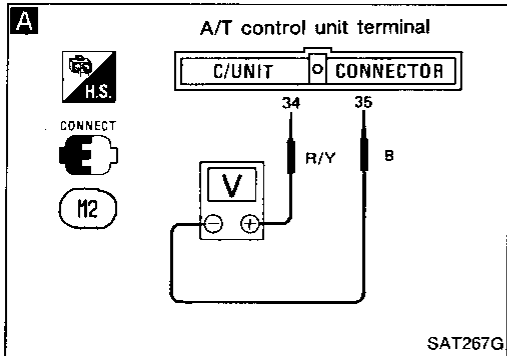 A
A/T control unit terminal
C/UNIT CONNECTOR
H.S.
34 35
CONNECT
R/Y B
V
M2
SAT267G